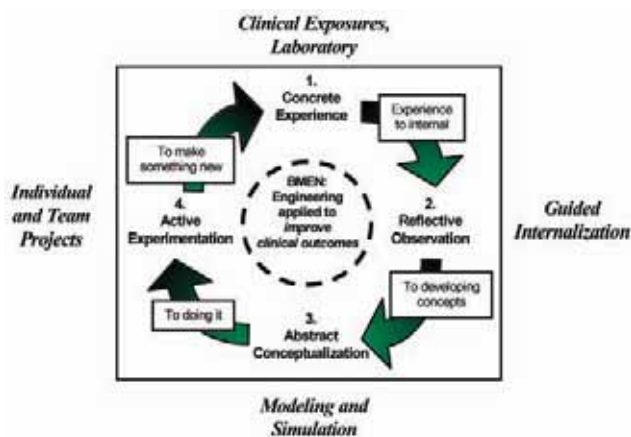 Clinical Exposures,
Laboratory
1.
Concrete
Experience
Experience
to internal
To make
something new
BMEN:
Engineering
applied to
improve
clinical outcomes
Individual
and Team
Projects
4.
Active
Experimentation
2.
Reflective
Observation
Guided
Internalization
To developing
concepts
To doing it
3.
Abstract
Conceptualization
Modeling and
Simulation